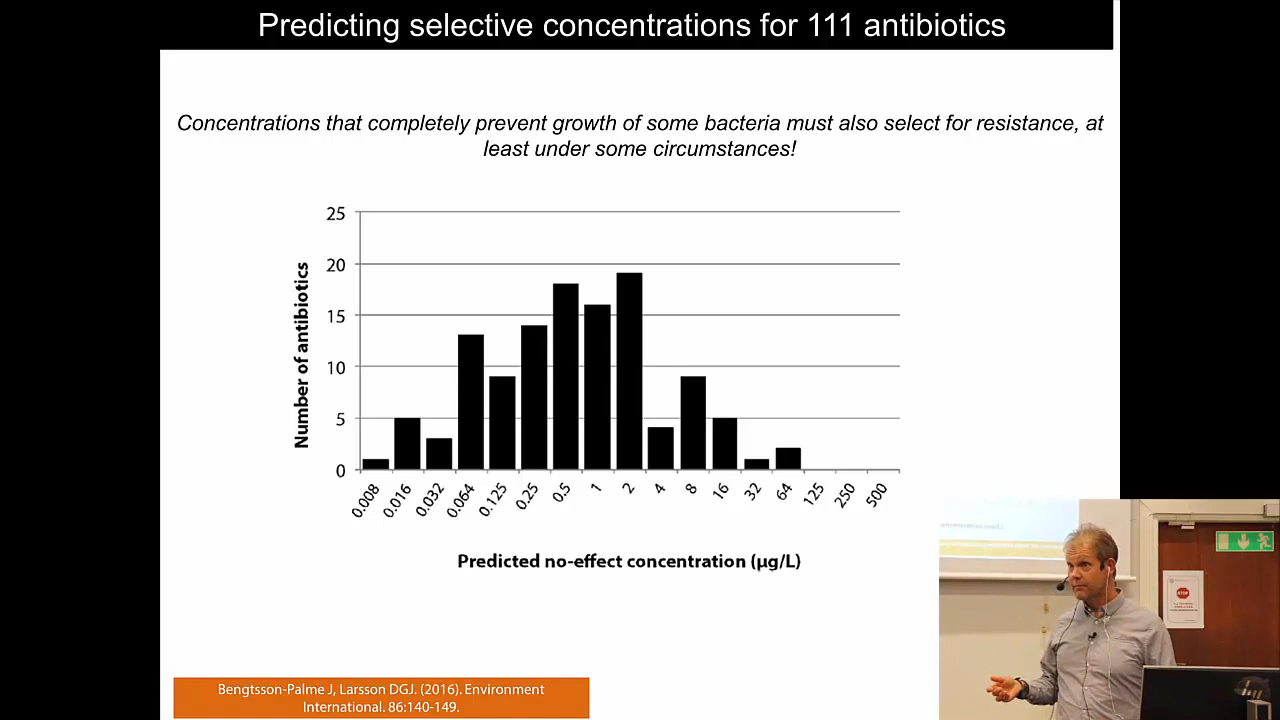 Predicting selective concentrations for 111 antibiotics
Concentrations that completely prevent growth of some bacteria must also select for resistance, at
least under some circumstances!
25
20
15
10
5
0
Number of antibiotics
0.008 0.016 0.032 0.064 0.125 0.25 0.5 1 2 4 8 16 32 64 125 250 500
Predicted no-effect concentration (µg/L)
Bengtsson-Palme J, Larsson DGJ. (2016). Environment
International. 86:140-149.
STOP